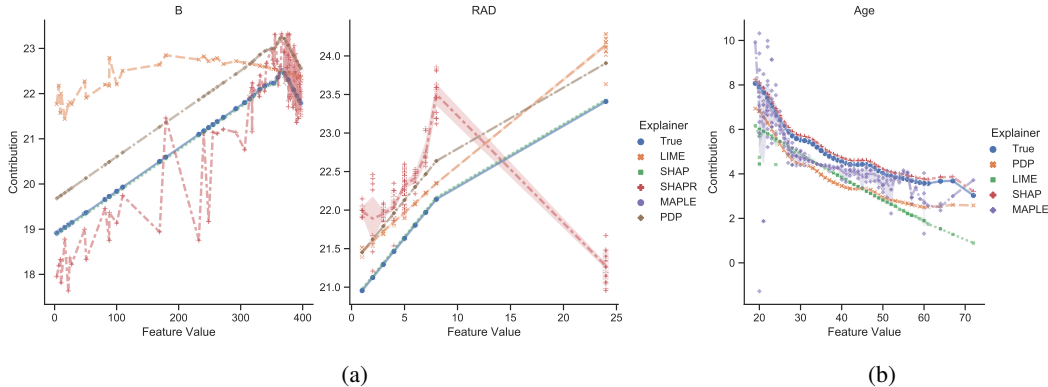 B
RAD
Age
23
22
21
20
19
18
Contribution
0
100
200
300
400
Feature Value
24.0
23.5
23.0
22.5
22.0
21.5
21.0
0
5
10
15
20
25
Feature Value
Explainer
True
LIME
SHAP
SHAPR
MAPLE
PDP
10
8
6
4
2
0
Contribution
20
30
40
50
60
70
Feature Value
Explainer
True
PDP
LIME
SHAP
MAPLE
(a)
(b)